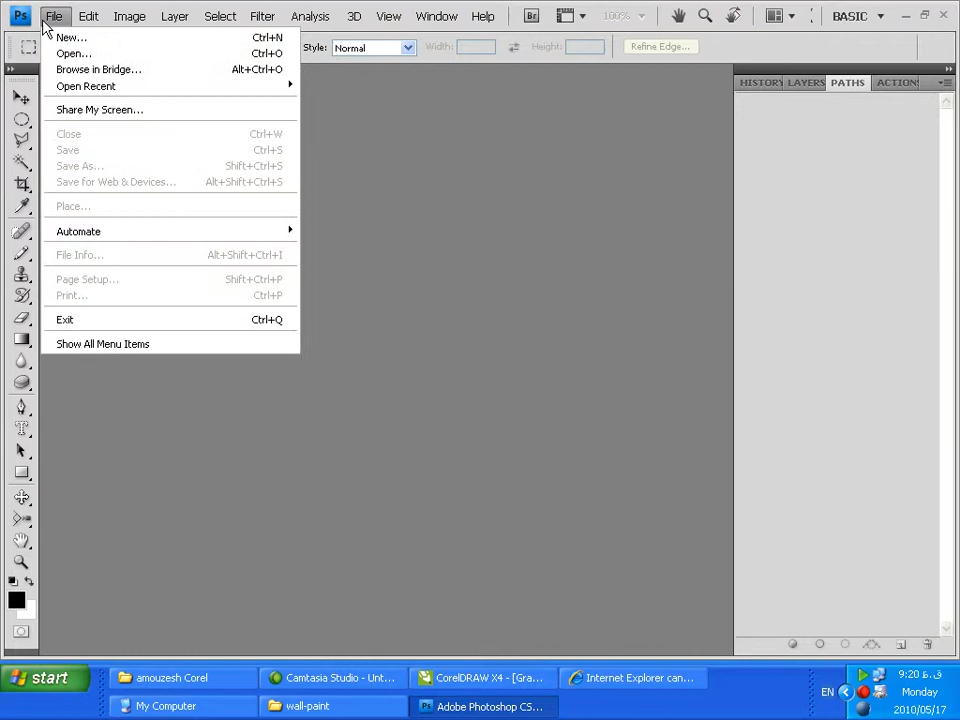 Ps File Edit Image Layer Select Filter Analysis 3D View Window Help Br 100% BASIC
Style: Normal Width: Height: Refine Edge...
New... Ctrl+N
Open... Ctrl+O
Browse in Bridge... Alt+Ctrl+O
Open Recent
Share My Screen...
Close Ctrl+W
Save Ctrl+S
Save As... Shift+Ctrl+S
Save for Web & Devices... Alt+Shift+Ctrl+S
Place...
Automate
File Info... Alt+Shift+Ctrl+I
Page Setup... Shift+Ctrl+P
Print... Ctrl+P
Exit Ctrl+Q
Show All Menu Items
HISTORY LAYERS PATHS ACTIONS
start
amouzesh Corel
Camtasia Studio - Unt...
CorelDRAW X4 - [Gra...
Internet Explorer can...
My Computer
wall-paint
Adobe Photoshop CS...
EN
9:20 ق.ظ
Monday
2010/05/17